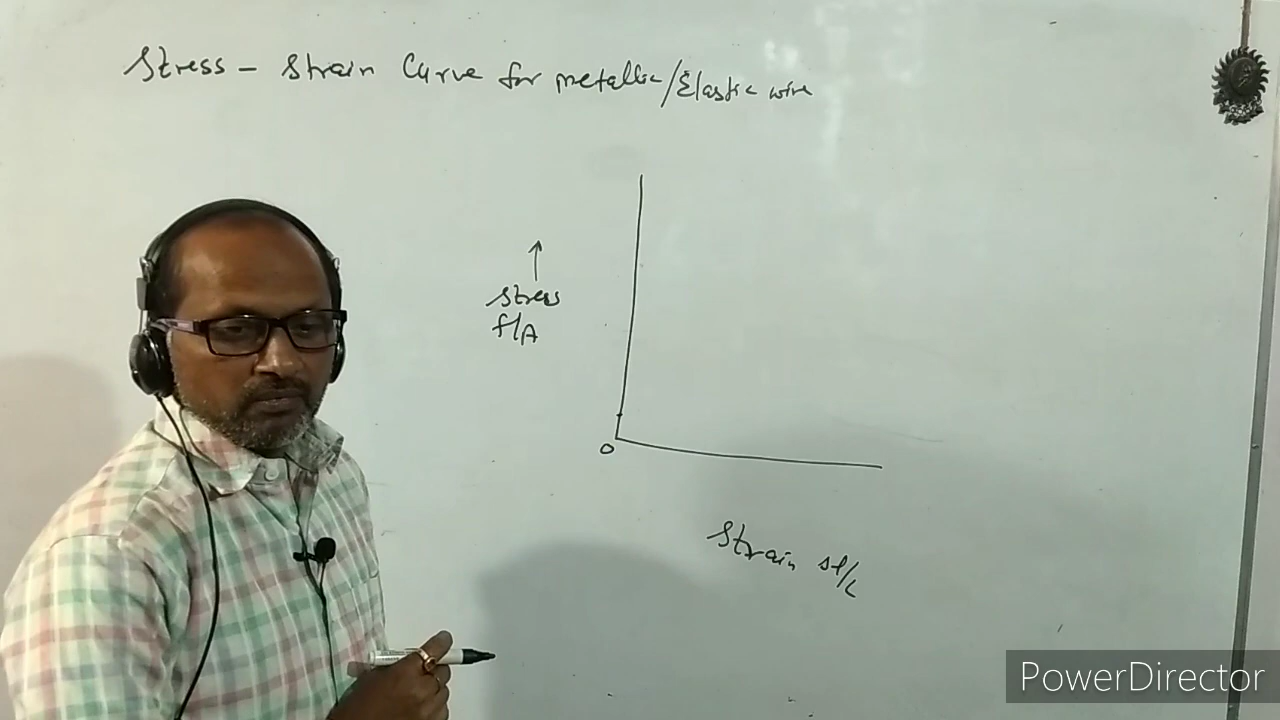 Stress - Strain Curve for metallic/Elastic wire
Stress
F/A
O
Strain Δl/L
PowerDirector